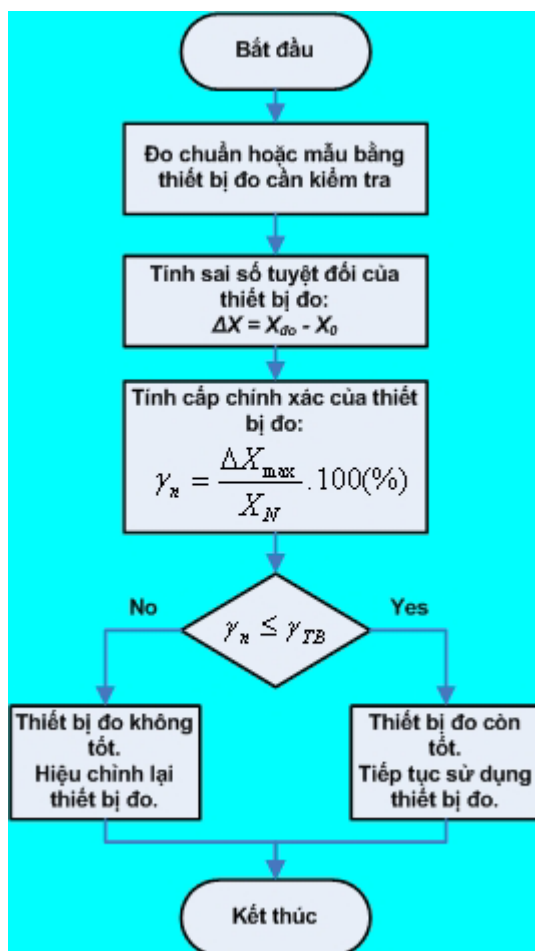 Bắt đầu
Đo chuẩn hoặc mẫu bằng
thiết bị đo cần kiểm tra
Tính sai số tuyệt đối của
thiết bị đo:
ΔX = X_đo - X_0
Tính cấp chính xác của thiết
bị đo:
γ_n = ΔX_max / X_N .100(%)
No
Yes
γ_n ≤ γ_TB
Thiết bị đo không
tốt.
Hiệu chỉnh lại
thiết bị đo.
Thiết bị đo còn
tốt.
Tiếp tục sử dụng
thiết bị đo.
Kết thúc